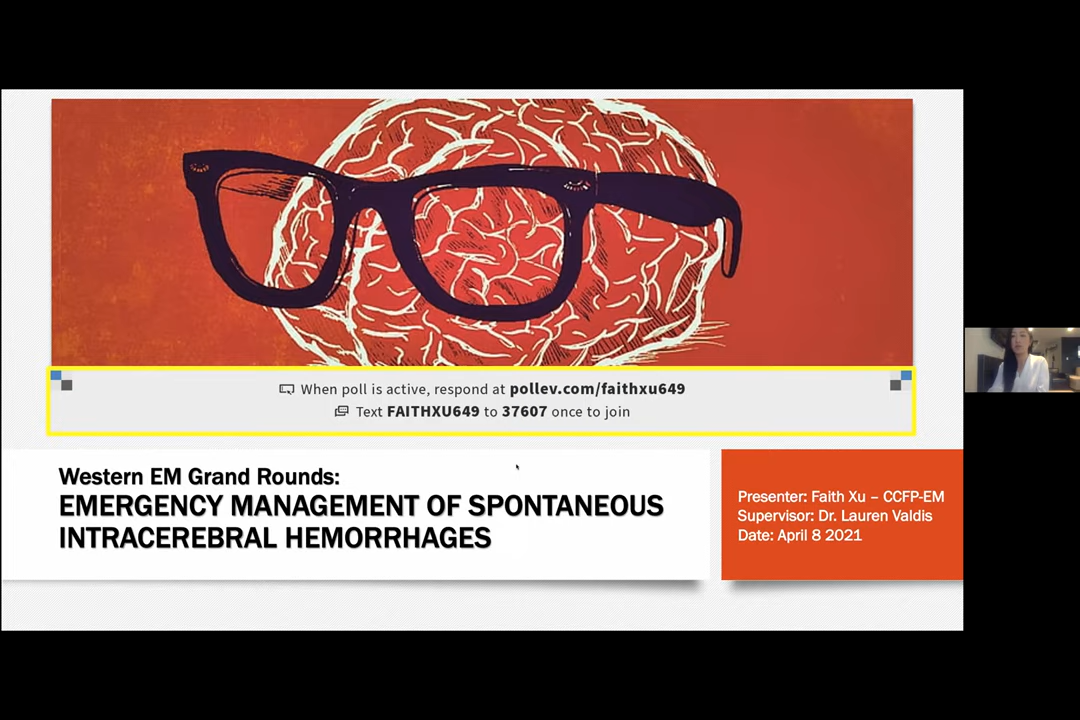 When poll is active, respond at pollev.com/faithxu649
Text FAITHXU649 to 37607 once to join
Western EM Grand Rounds:
EMERGENCY MANAGEMENT OF SPONTANEOUS
INTRACEREBRAL HEMORRHAGES
Presenter: Faith Xu – CCFP-EM
Supervisor: Dr. Lauren Valdis
Date: April 8 2021